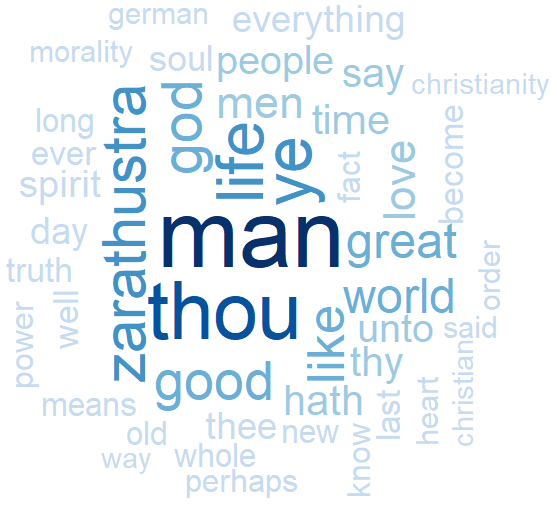 german
everything
morality
soul
people
say
christianity
god
men
time
long
zarathustra
life
ye
love
become
ever
fact
spirit
man
day
great
truth
order
thou
world
power
well
like
unto
said
thy
christian
good
hath
means
last
heart
old
thee
new
know
way
whole
perhaps